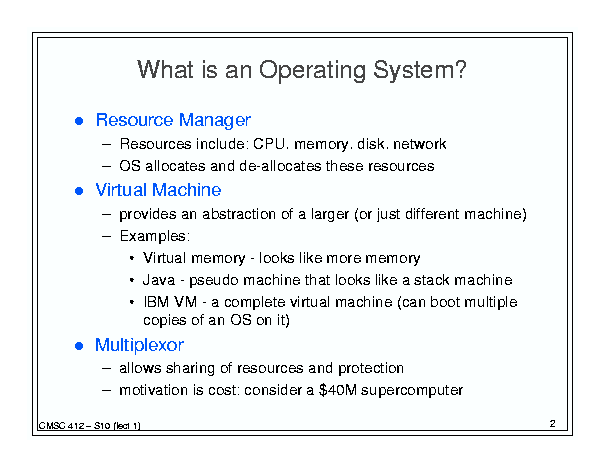 What is an Operating System?
● Resource Manager
– Resources include: CPU, memory, disk, network
– OS allocates and de-allocates these resources
● Virtual Machine
– provides an abstraction of a larger (or just different machine)
– Examples:
• Virtual memory - looks like more memory
• Java - pseudo machine that looks like a stack machine
• IBM VM - a complete virtual machine (can boot multiple
copies of an OS on it)
● Multiplexor
– allows sharing of resources and protection
– motivation is cost: consider a $40M supercomputer
CMSC 412 – S10 (lect 1)
2